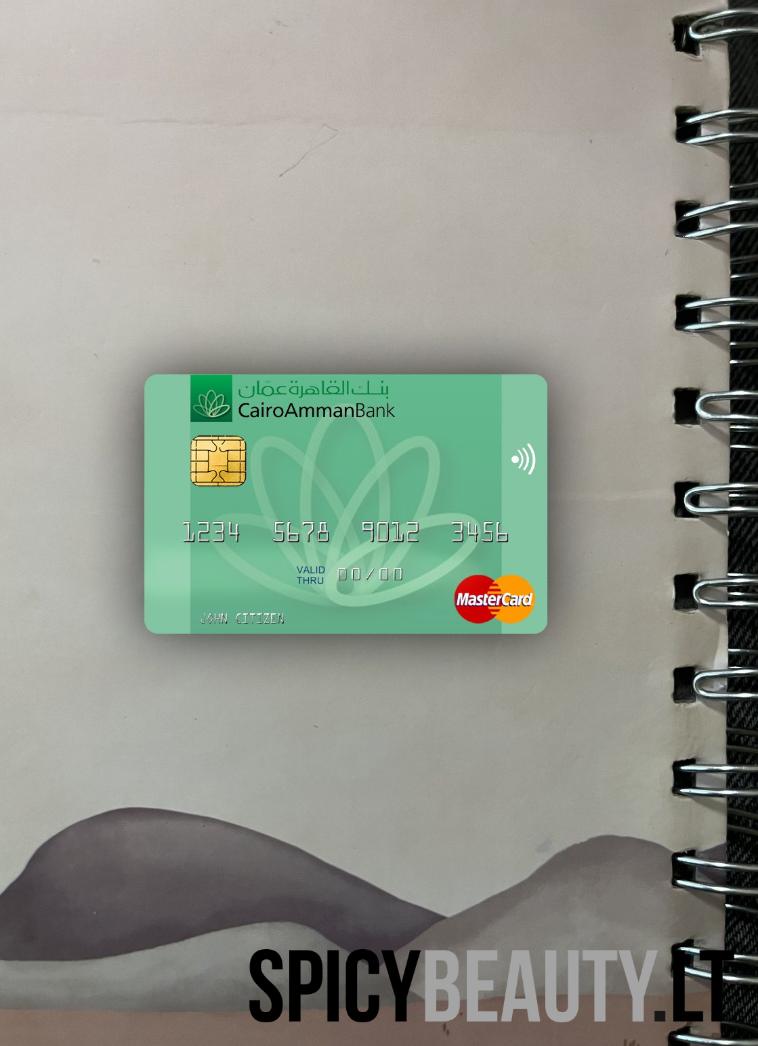 بنك القاهرة عمان
CairoAmmanBank
1234 5678 9012 3456
VALID
THRU 00/00
MasterCard
JOHN CITIZEN
SPICYBEAUTY.LT